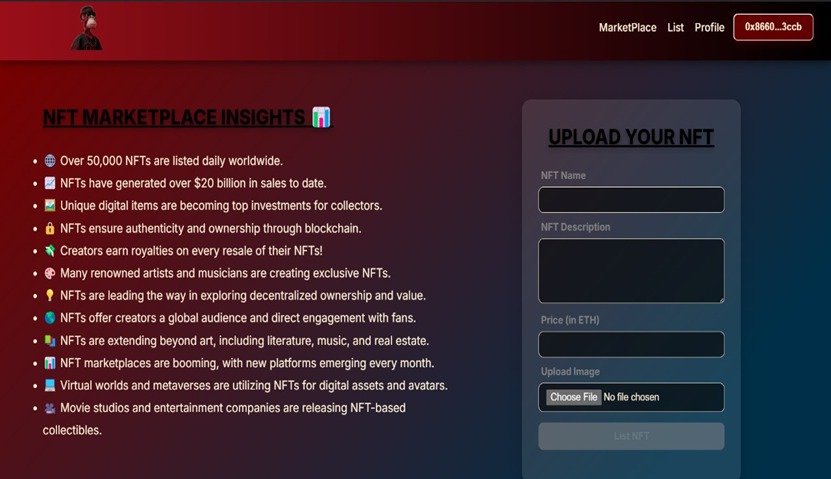 MarketPlace List Profile 0x8660...3ccb
NFT MARKETPLACE INSIGHTS 📊
UPLOAD YOUR NFT
• 🌐 Over 50,000 NFTs are listed daily worldwide.
• 📈 NFTs have generated over $20 billion in sales to date.
• 🖼️ Unique digital items are becoming top investments for collectors.
• 🔒 NFTs ensure authenticity and ownership through blockchain.
• 💸 Creators earn royalties on every resale of their NFTs!
• 🎨 Many renowned artists and musicians are creating exclusive NFTs.
• 💡 NFTs are leading the way in exploring decentralized ownership and value.
• 🌎 NFTs offer creators a global audience and direct engagement with fans.
• 📚 NFTs are extending beyond art, including literature, music, and real estate.
• 📊 NFT marketplaces are booming, with new platforms emerging every month.
• 💻 Virtual worlds and metaverses are utilizing NFTs for digital assets and avatars.
• 🎥 Movie studios and entertainment companies are releasing NFT-based
collectibles.
NFT Name
NFT Description
Price (in ETH)
Upload Image
Choose File No file chosen
List NFT